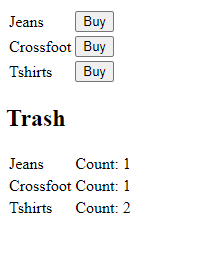 Jeans Buy
Crossfoot Buy
Tshirts Buy
Trash
Jeans Count: 1
Crossfoot Count: 1
Tshirts Count: 2